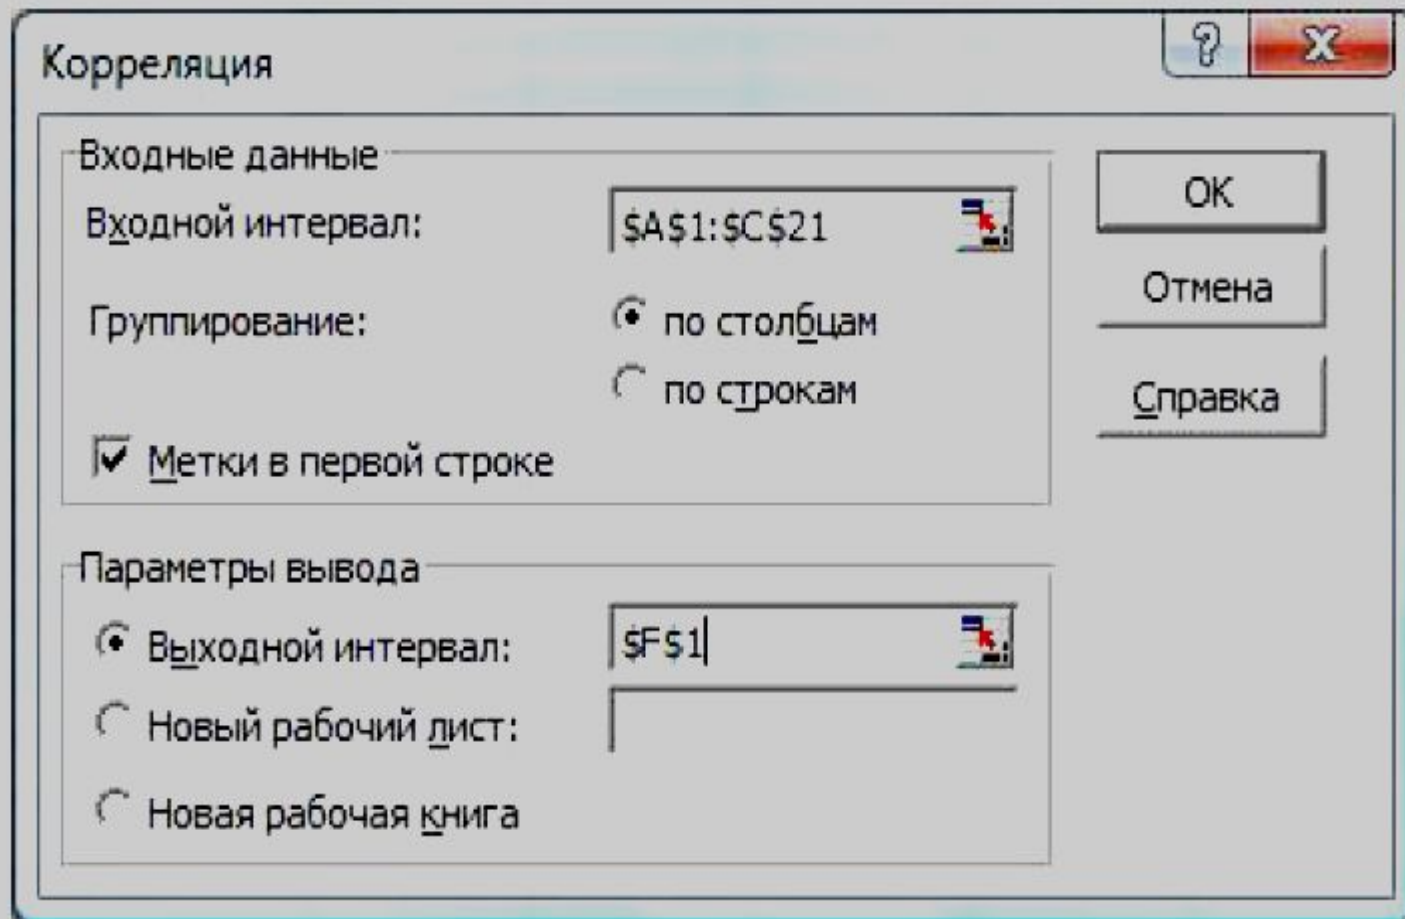 Корреляция
Входные данные
Входной интервал: $A$1:$C$21
Группирование: по столбцам
по строкам
Метки в первой строке
Параметры вывода
Выходной интервал: $F$1
Новый рабочий лист:
Новая рабочая книга
ОК
Отмена
Справка